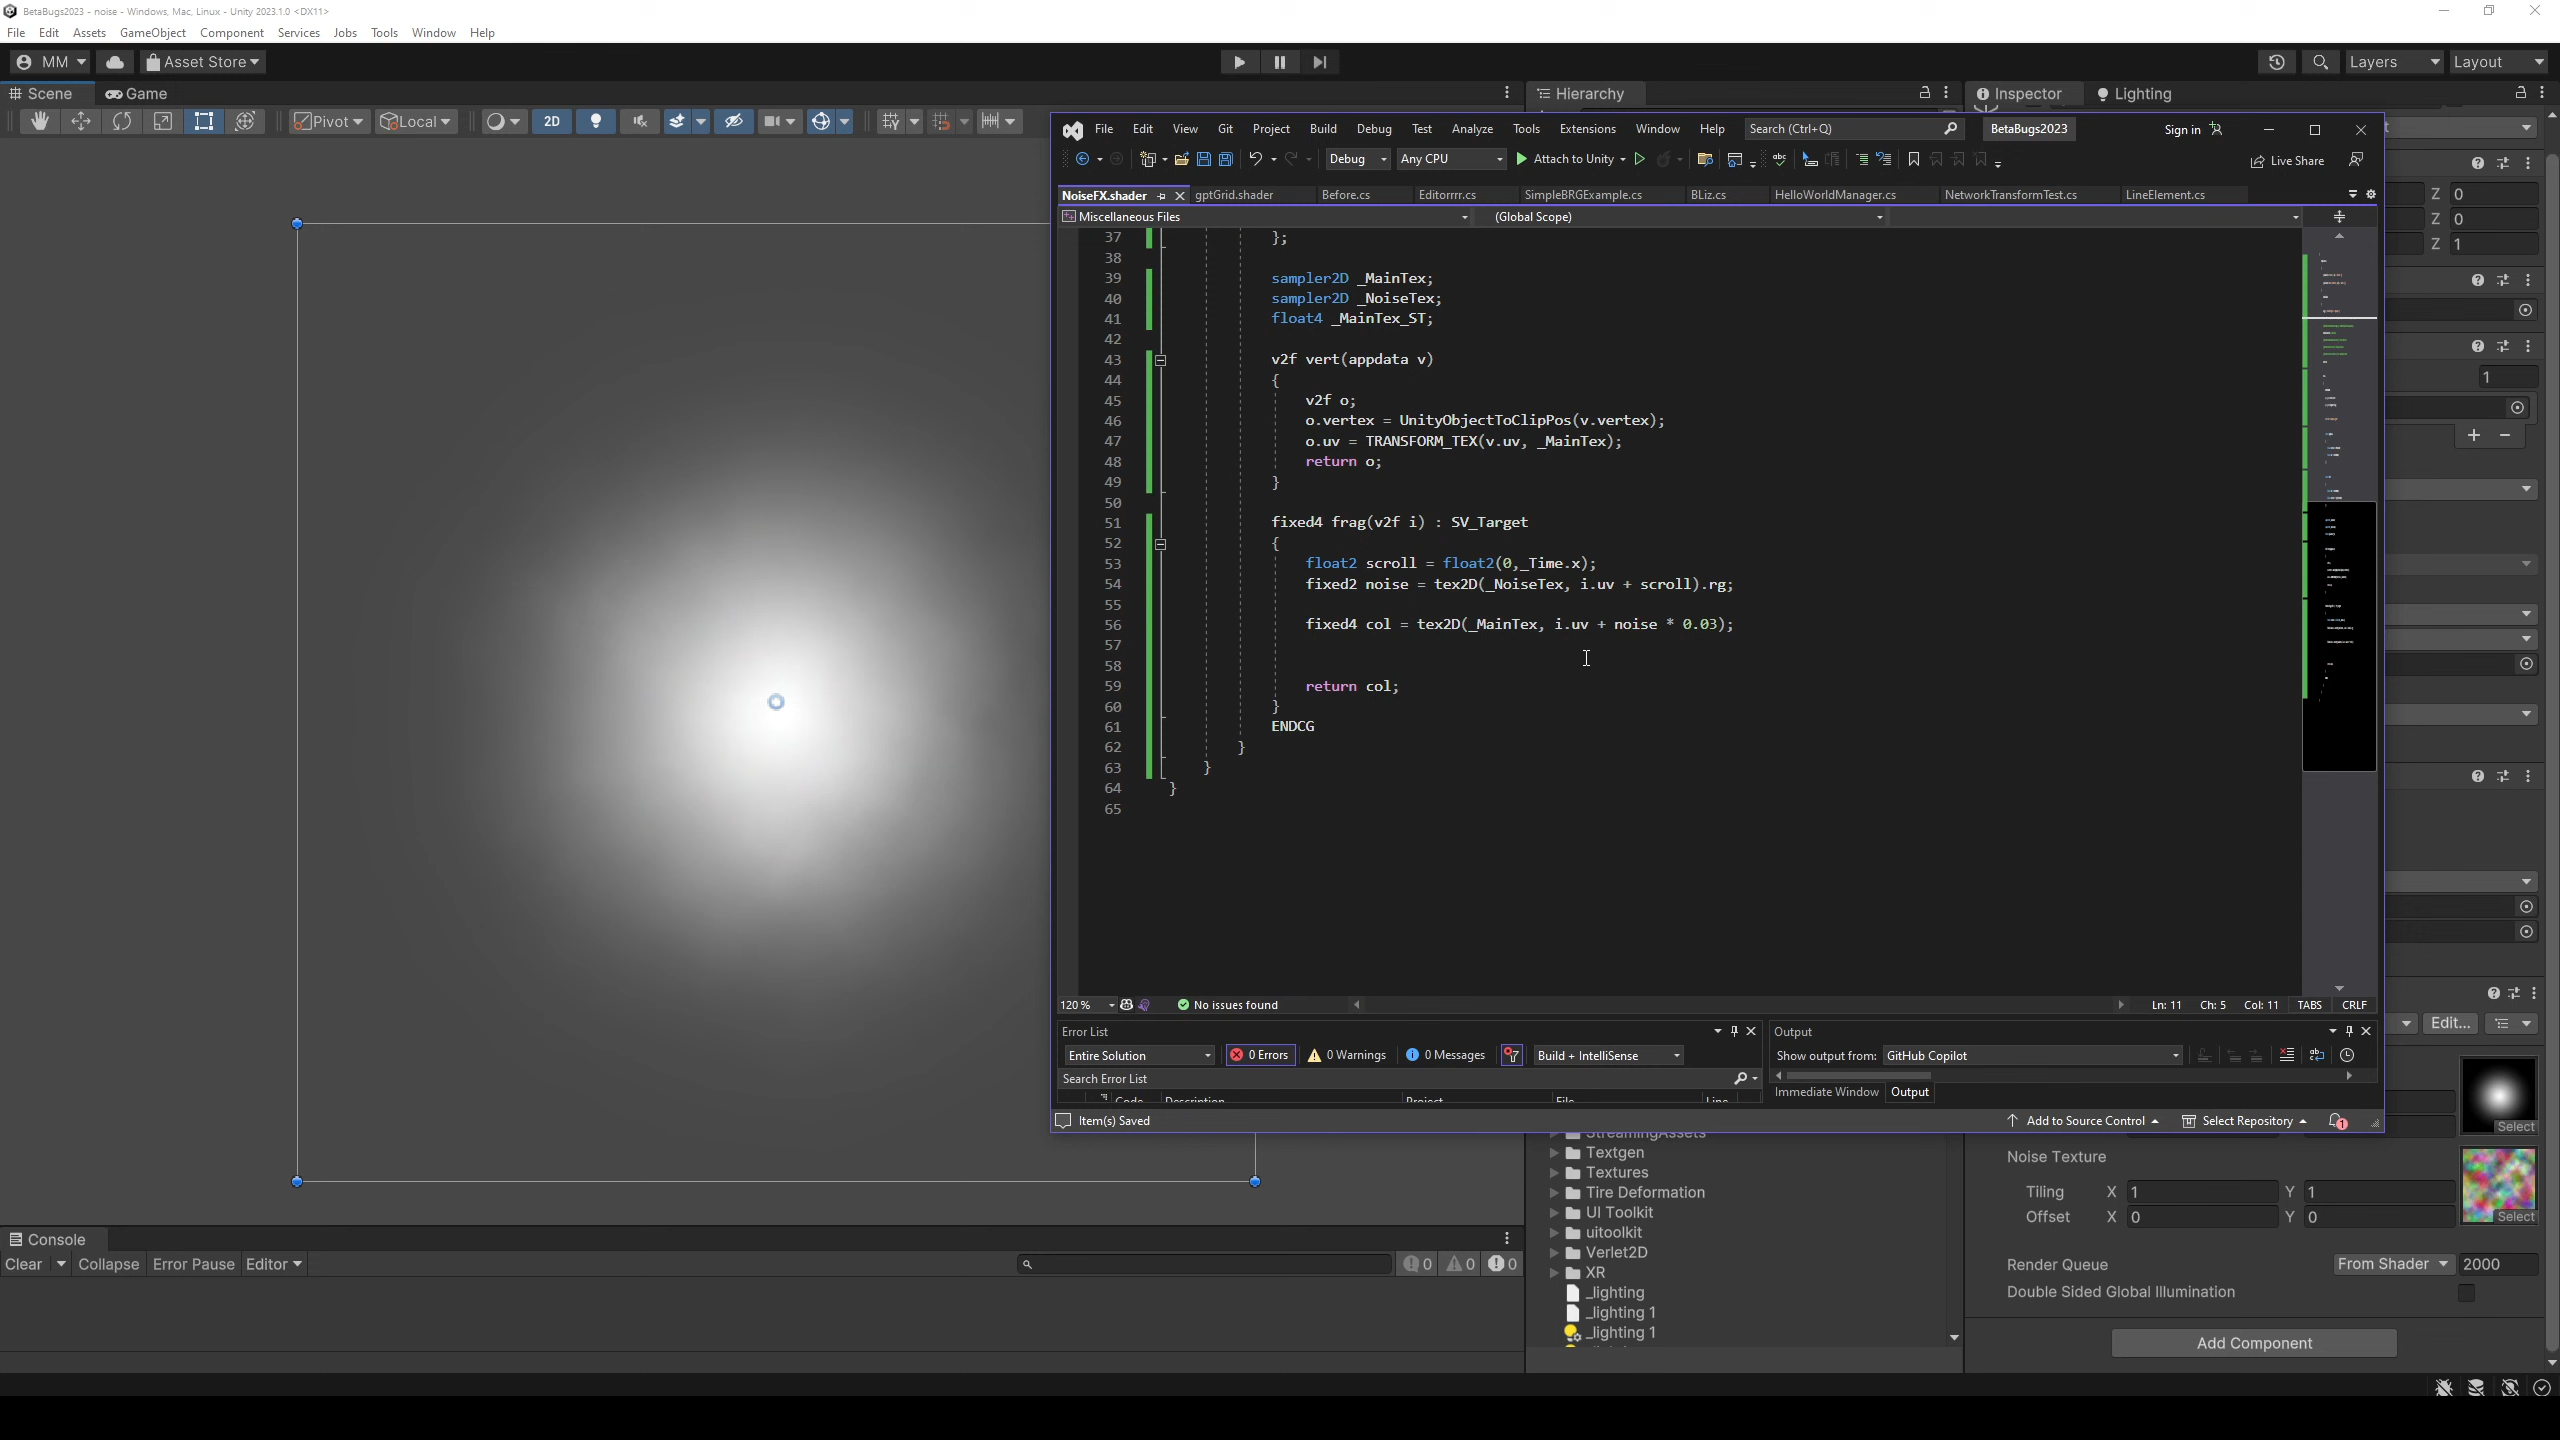 BetaBugs2023 - noise - Windows, Mac, Linux - Unity 2023.1.0 <DX11>
File Edit Assets GameObject Component Services Jobs Tools Window Help
MM Asset Store Layers Layout
Scene Game Hierarchy Inspector Lighting
Pivot Local 2D
File Edit View Git Project Build Debug Test Analyze Tools Extensions Window Help Search (Ctrl+Q) BetaBugs2023 Sign in
Debug Any CPU Attach to Unity Live Share
NoiseFX.shader gptGrid.shader Before.cs Editorrrr.cs SimpleBRGExample.cs BLiz.cs HelloWorldManager.cs NetworkTransformTest.cs LineElement.cs
Miscellaneous Files (Global Scope)
Z 0
Z 0
Z 1
1
37 };
38
39 sampler2D _MainTex;
40 sampler2D _NoiseTex;
41 float4 _MainTex_ST;
42
43 v2f vert(appdata v)
44 {
45 v2f o;
46 o.vertex = UnityObjectToClipPos(v.vertex);
47 o.uv = TRANSFORM_TEX(v.uv, _MainTex);
48 return o;
49 }
50
51 fixed4 frag(v2f i) : SV_Target
52 {
53 float2 scroll = float2(0,_Time.x);
54 fixed2 noise = tex2D(_NoiseTex, i.uv + scroll).rg;
55
56 fixed4 col = tex2D(_MainTex, i.uv + noise * 0.03);
57
58
59 return col;
60 }
61 ENDCG
62 }
63 }
64 }
65
120 % No issues found Ln: 11 Ch: 5 Col: 11 TABS CRLF
Error List Output
Entire Solution 0 Errors 0 Warnings 0 Messages Build + IntelliSense Show output from: GitHub Copilot
Search Error List
Code Description Project File Line
Immediate Window Output
Item(s) Saved Add to Source Control Select Repository 1
Edit...
Select
StreamingAssets
Textgen
Textures
Tire Deformation
UI Toolkit
uitoolkit
Verlet2D
XR
_lighting
_lighting 1
_lighting 1
Noise Texture
Tiling X 1 Y 1
Offset X 0 Y 0
Select
Render Queue From Shader 2000
Double Sided Global Illumination
Add Component
Console
Clear Collapse Error Pause Editor 0 0 0